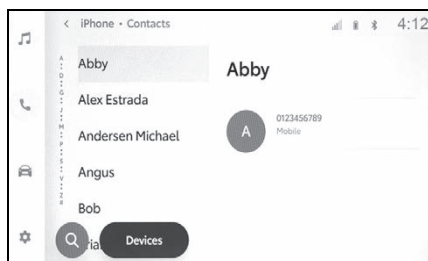 iPhone • Contacts
4:12
Abby
Alex Estrada
Andersen Michael
Angus
Bob
Devices
Abby
A
0123456789
Mobile